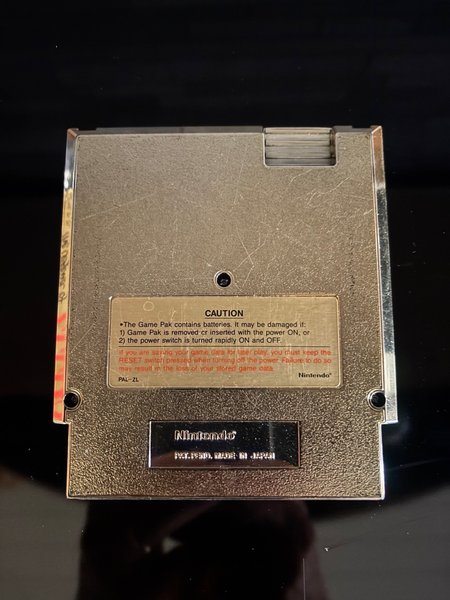 CAUTION
•The Game Pak contains batteries. It may be damaged if:
1) Game Pak is removed or inserted with the power ON, or
2) the power switch is turned rapidly ON and OFF.
If you are saving your game data for later play, you must keep the
RESET switch pressed when turning off the power. Failure to do so
may result in the loss of your stored game data.
Nintendo®
PAL-ZL
Nintendo®
PAT.PEND. MADE IN JAPAN